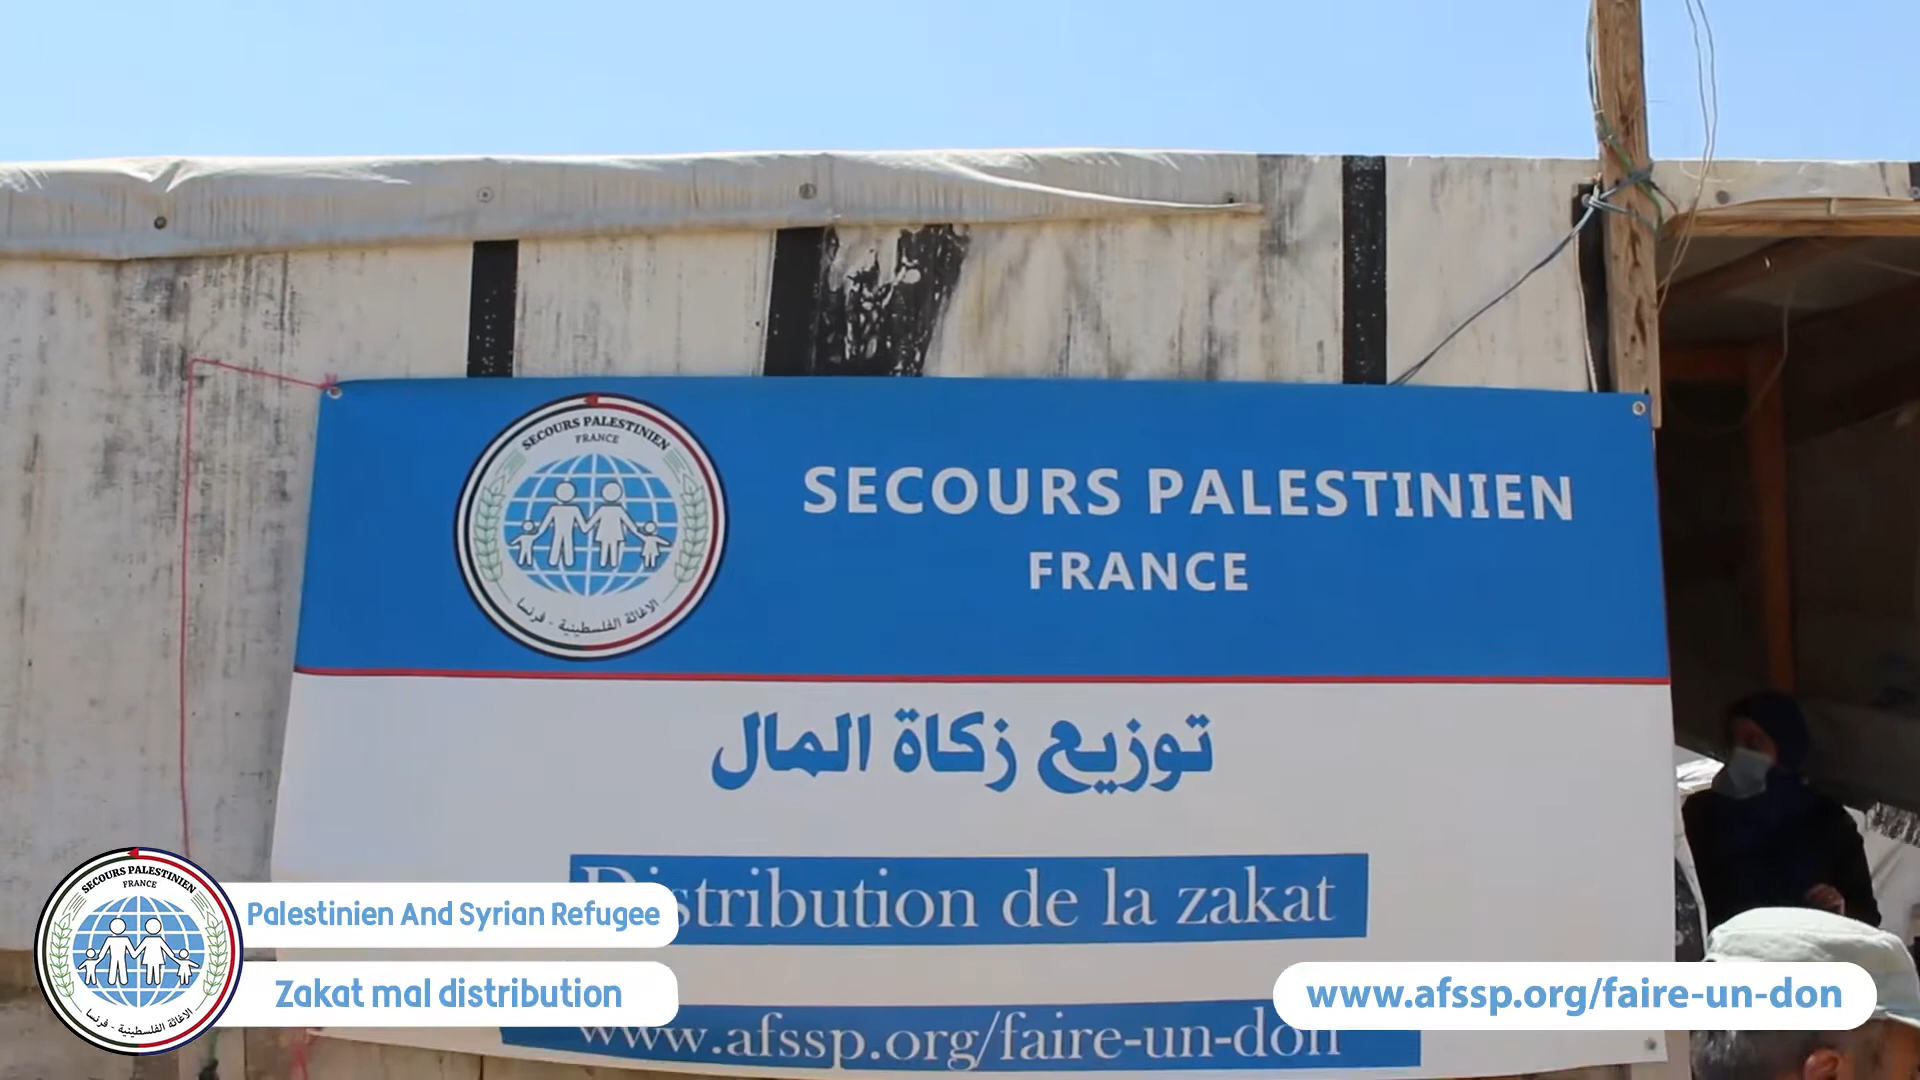 SECOURS PALESTINIEN
FRANCE
الاغاثة الفلسطينية - فرنسا
SECOURS PALESTINIEN
FRANCE
توزيع زكاة المال
Distribution de la zakat
www.afssp.org/faire-un-don
SECOURS PALESTINIEN
FRANCE
الاغاثة الفلسطينية - فرنسا
Palestinien And Syrian Refugee
Zakat mal distribution
www.afssp.org/faire-un-don